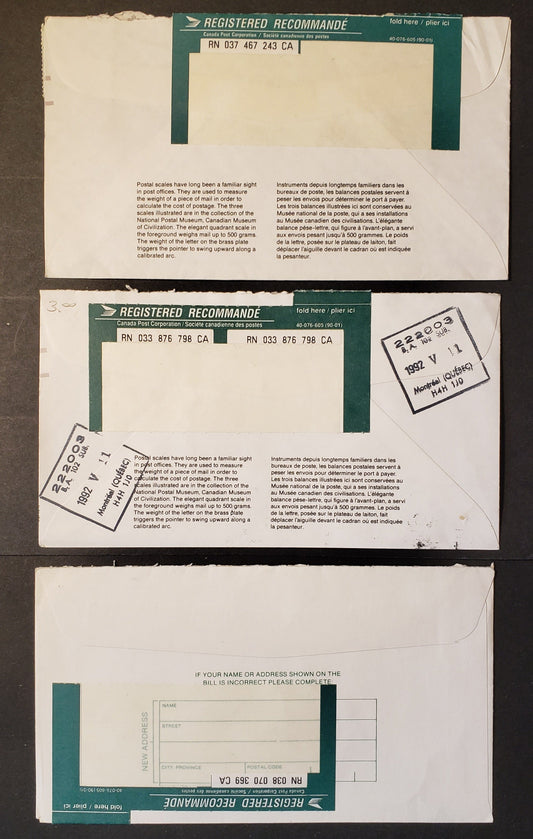 REGISTERED RECOMMANDÉ
fold here / plier ici
Canada Post Corporation / Société canadienne des postes
40-076-605 (90-01)
RN 037 467 243 CA
Postal scales have long been a familiar sight
in post offices. They are used to measure
the weight of a piece of mail in order to
calculate the cost of postage. The three
scales illustrated are in the collection of the
National Postal Museum, Canadian Museum
of Civilization. The elegant quadrant scale in
the foreground weighs mail up to 500 grams.
The weight of the letter on the brass plate
triggers the pointer to swing upward along a
calibrated arc.
Instruments depuis longtemps familiers dans les
bureaux de poste, les balances postales servent à
peser les envois pour déterminer le port à payer.
Les trois balances illustrées ici sont conservées au
Musée national de la poste, qui a ses installations
au Musée canadien des civilisations. L'élégante
balance pèse-lettre, qui figure à l'avant-plan, a servi
aux envois pesant jusqu'à 500 grammes. Le poids
de la lettre, posée sur le plateau de laiton, fait
déplacer l'aiguille devant le cadran où est indiquée
la pesanteur.
3.00
REGISTERED RECOMMANDÉ
fold here / plier ici
Canada Post Corporation / Société canadienne des postes
40-076-605 (90-01)
RN 033 876 798 CA
RN 033 876 798 CA
222003
B.A. 102 SUB.
1992 V 11
Montréal (QUÉBEC)
H4H 1J0
222003
B.A. 102 SUB.
1992 V 11
Montréal (QUÉBEC)
H4H 1J0
Postal scales have long been a familiar sight
in post offices. They are used to measure
the weight of a piece of mail in order to
calculate the cost of postage. The three
scales illustrated are in the collection of the
National Postal Museum, Canadian Museum
of Civilization. The elegant quadrant scale in
the foreground weighs mail up to 500 grams.
The weight of the letter on the brass plate
triggers the pointer to swing upward along a
calibrated arc.
Instruments depuis longtemps familiers dans les
bureaux de poste, les balances postales servent à
peser les envois pour déterminer le port à payer.
Les trois balances illustrées ici sont conservées au
Musée national de la poste, qui a ses installations
au Musée canadien des civilisations. L'élégante
balance pèse-lettre, qui figure à l'avant-plan, a servi
aux envois pesant jusqu'à 500 grammes. Le poids
de la lettre, posée sur le plateau de laiton, fait
déplacer l'aiguille devant le cadran où est indiquée
la pesanteur.
IF YOUR NAME OR ADDRESS SHOWN ON THE
BILL IS INCORRECT PLEASE COMPLETE
NEW ADDRESS
NAME
STREET
CITY, PROVINCE
POSTAL CODE
RN 038 070 369 CA
REGISTERED RECOMMANDÉ
Canada Post Corporation / Société canadienne des postes
fold here / plier ici
40-076-605 (90-01)